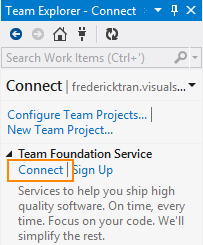 Team Explorer - Connect
Search Work Items (Ctrl+')
Connect | fredericktran.visuals...
Configure Team Projects... |
New Team Project...
Team Foundation Service
Connect | Sign Up
Services to help you ship high
quality software. On time, every
time. Focus on your code. We'll
simplify the rest.